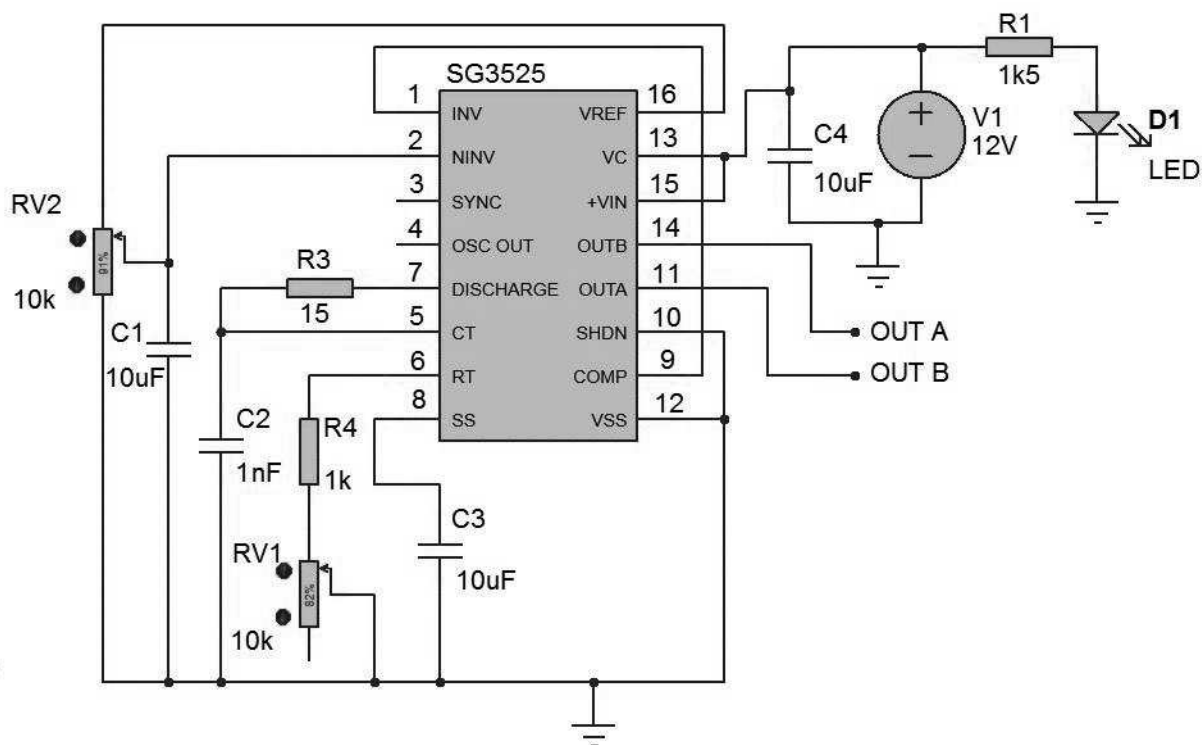 R1
1k5
SG3525
1
INV
VREF
16
2
NINV
VC
13
3
SYNC
+VIN
15
4
OSC OUT
OUTB
14
7
DISCHARGE
OUTA
11
5
CT
SHDN
10
6
RT
COMP
9
8
SS
VSS
12
RV2
91%
10k
C1
10uF
R3
15
C2
1nF
R4
1k
RV1
82%
10k
C3
10uF
C4
10uF
+
V1
12V
−
D1
LED
OUT A
OUT B